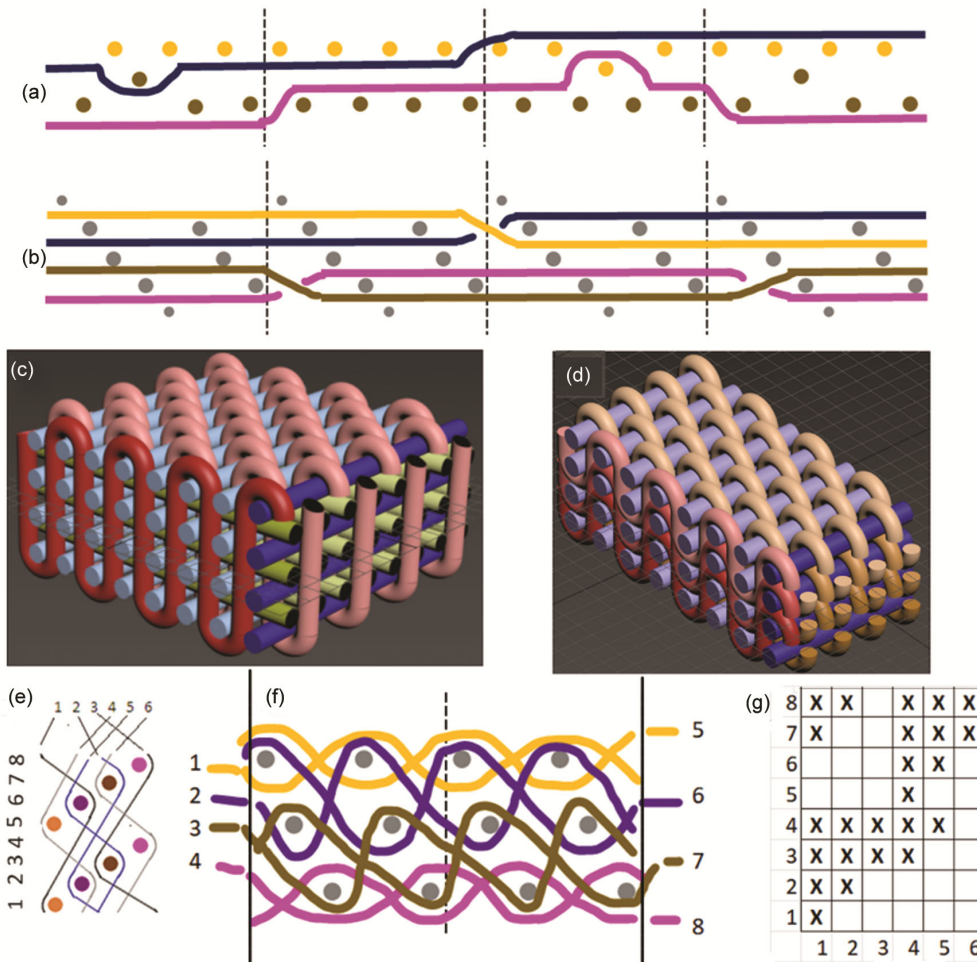 (a)
(b)
(c)
(d)
(e)
1 2 3 4 5 6
8
7
6
5
4
3
2
1
(f)
1
2
3
4
5
6
7
8
(g)
8 X X X X X
7 X X X X
6 X X
5 X
4 X X X X X
3 X X X X
2 X X
1 X
1 2 3 4 5 6